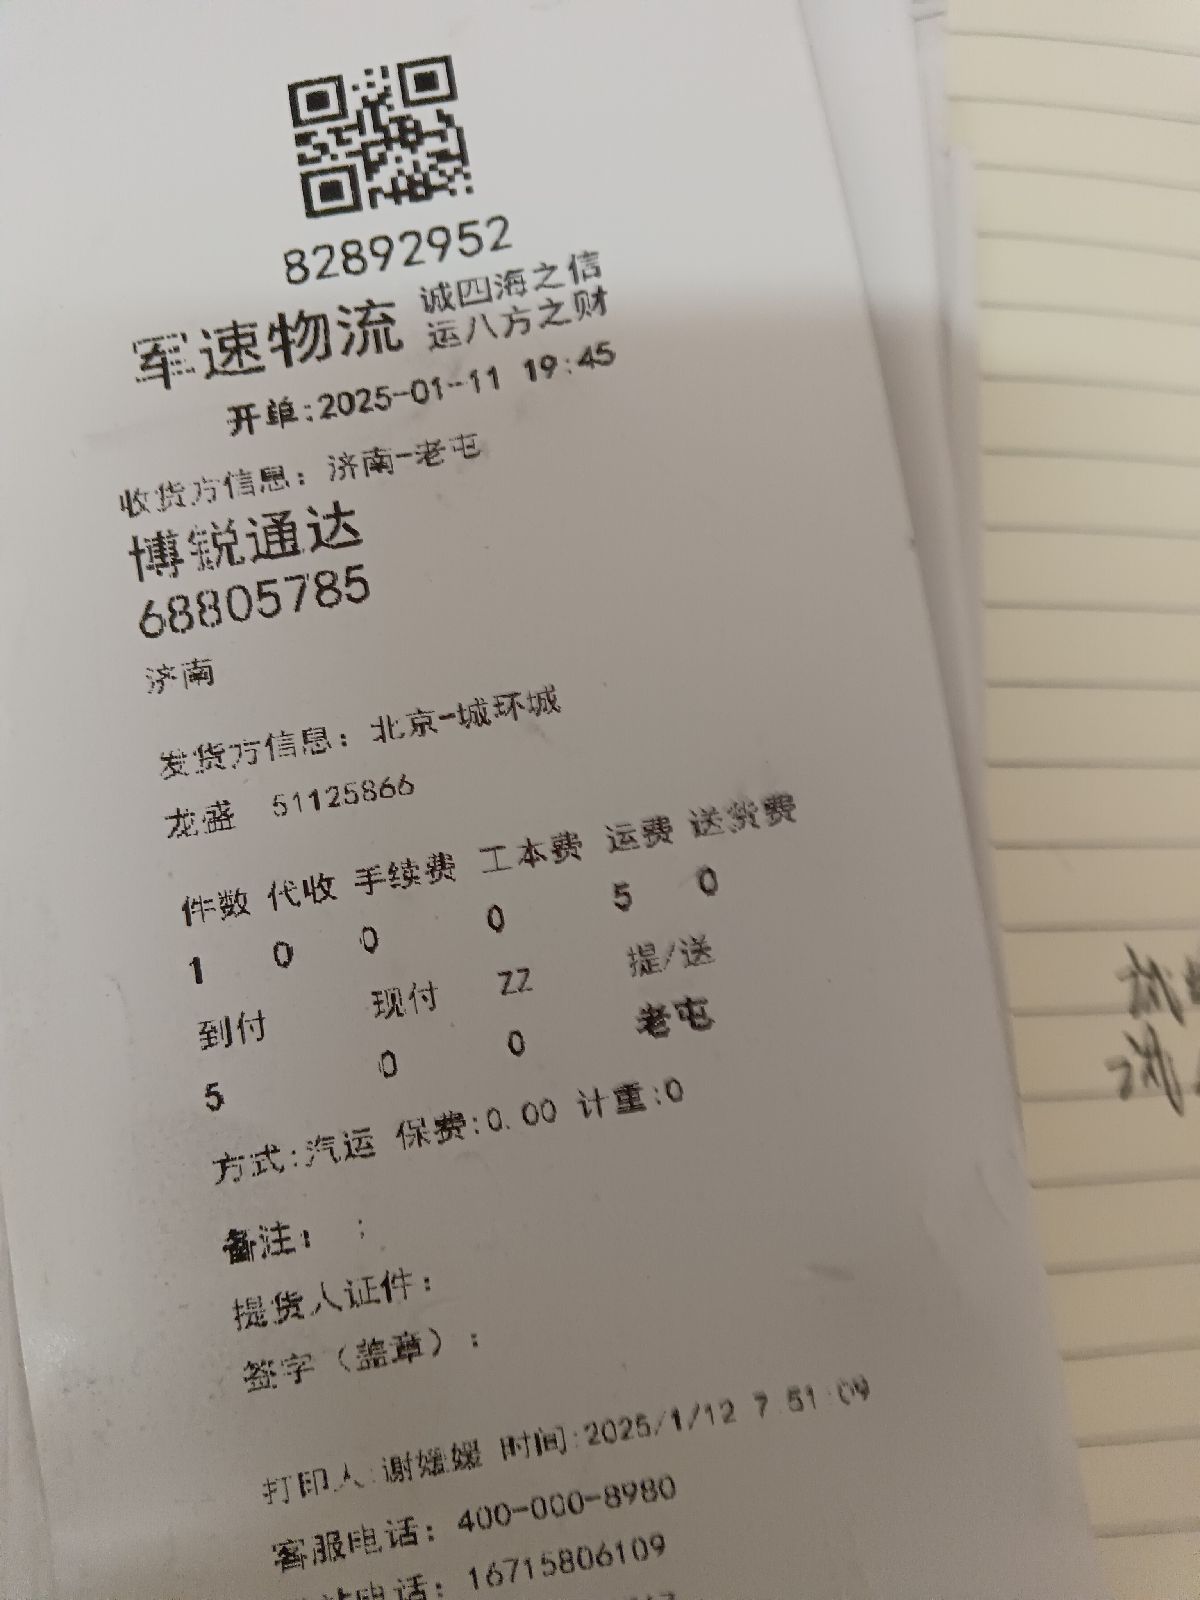 82892952
军速物流 诚四海之信
运八方之财
开单:2025-01-11 19:45
收货方信息：济南-老屯
博锐通达
68805785
济南
发货方信息：北京-城环城
龙盛 51125866
件数 代收 手续费 工本费 运费 送货费
1 0 0 0 5 0
到付 现付 ZZ 提/送
5 0 0 老屯
方式:汽运 保费:0.00 计重:0
备注： ;
提货人证件：
签字（盖章）：
打印人:谢媛媛 时间:2025/1/12 7:51:09
客服电话：400-000-8980
站电话：16715806109